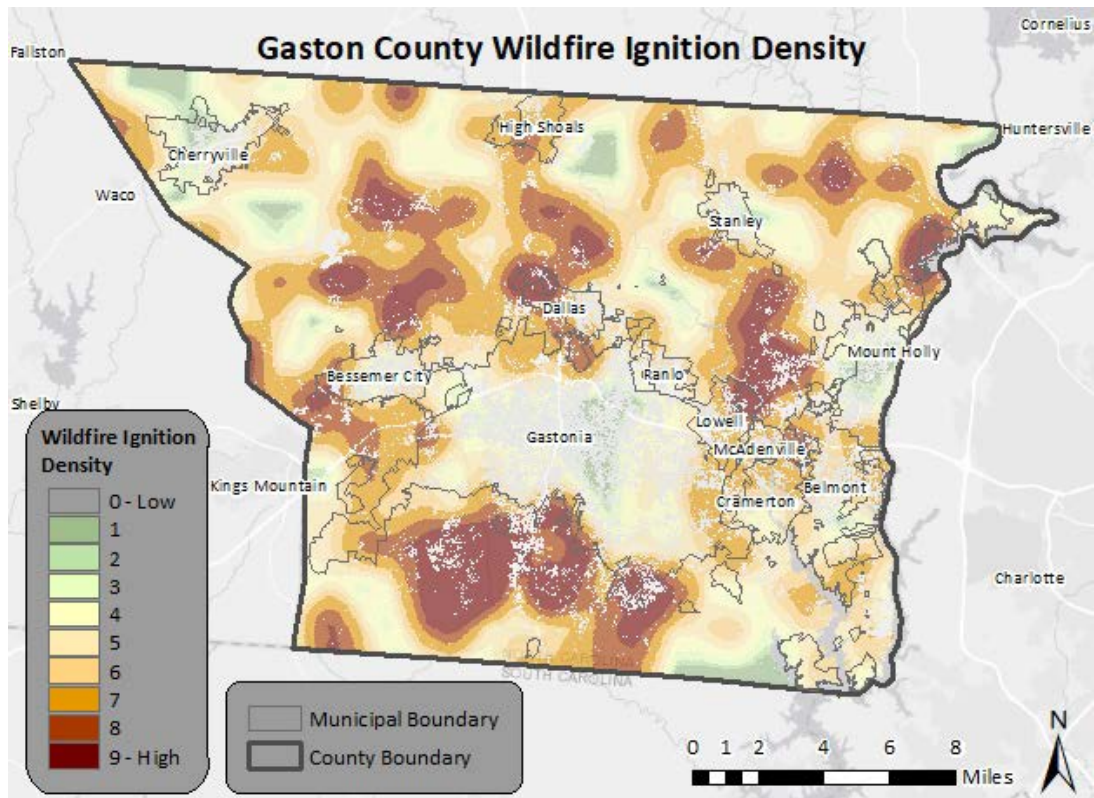 Cornelius
Fallston
Gaston County Wildfire Ignition Density
High Shoals
Huntersville
Cherryville
Waco
Stanley
Dallas
Mount Holly
Bessemer City
Ranlo
Shelby
Lowell
Gastonia
McAdenville
Kings Mountain
Cramerton
Belmont
Charlotte
Wildfire Ignition
Density
0 - Low
1
2
3
4
5
6
7
8
9 - High
NORTH CAROLINA
SOUTH CAROLINA
Municipal Boundary
County Boundary
N
0 1 2 4 6 8
Miles